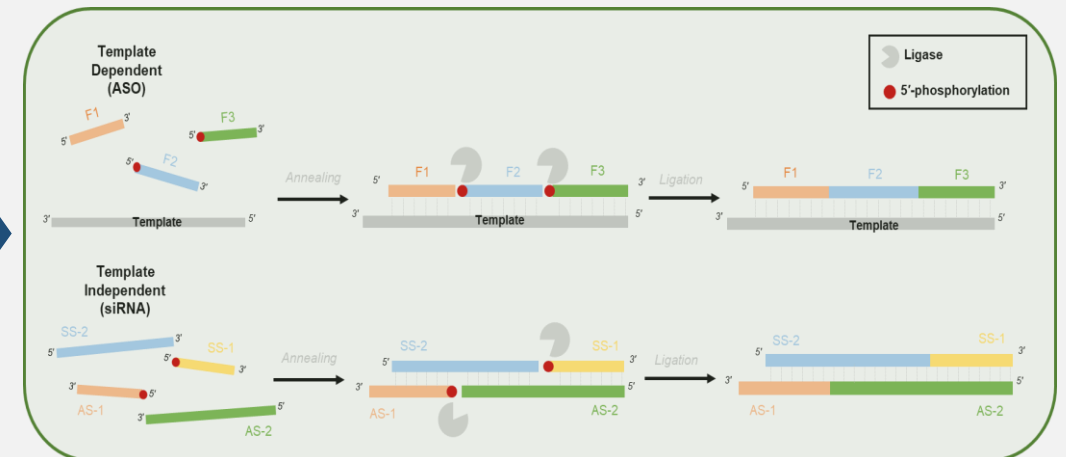 Template
Dependent
(ASO)
Ligase
5'-phosphorylation
F1
5'
3'
F3
5'
3'
F2
5'
3'
3'
Template
5'
Annealing
5'
F1
F2
F3
3'
3'
Template
5'
Ligation
5'
F1
F2
F3
3'
3'
Template
5'
Template
Independent
(siRNA)
SS-2
5'
3'
SS-1
5'
3'
3'
5'
AS-1
3'
5'
AS-2
Annealing
5'
SS-2
SS-1
3'
3'
5'
AS-1
AS-2
Ligation
5'
SS-2
SS-1
3'
3'
5'
AS-1
AS-2